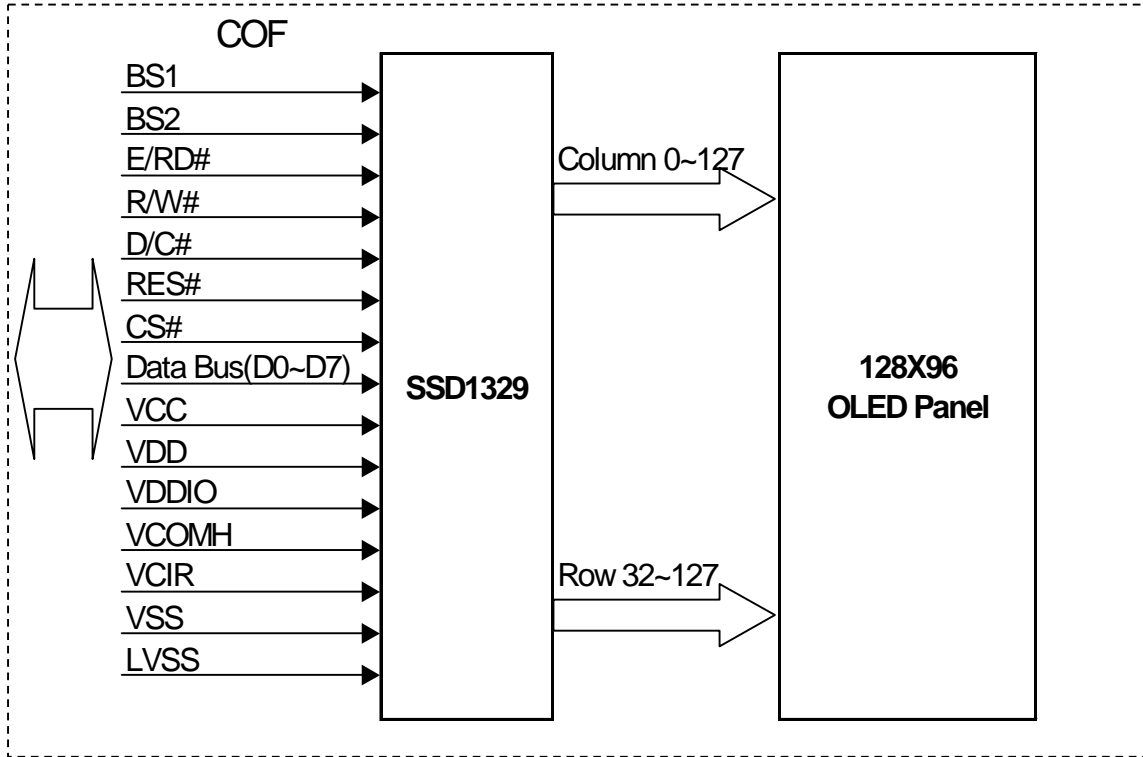 COF
BS1
BS2
E/RD#
R/W#
D/C#
RES#
CS#
Data Bus(D0~D7)
VCC
VDD
VDDIO
VCOMH
VCIR
VSS
LVSS
SSD1329
Column 0~127
Row 32~127
128X96
OLED Panel